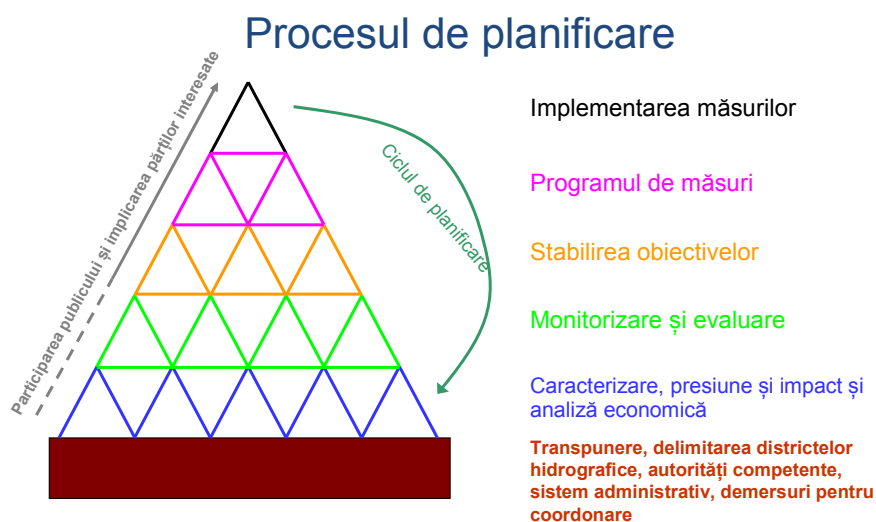 Procesul de planificare
Participarea publicului și implicarea părților interesate
Ciclul de planificare
Implementarea măsurilor
Programul de măsuri
Stabilirea obiectivelor
Monitorizare și evaluare
Caracterizare, presiune și impact și
analiză economică
Transpunere, delimitarea districtelor
hidrografice, autorități competente,
sistem administrativ, demersuri pentru
coordonare